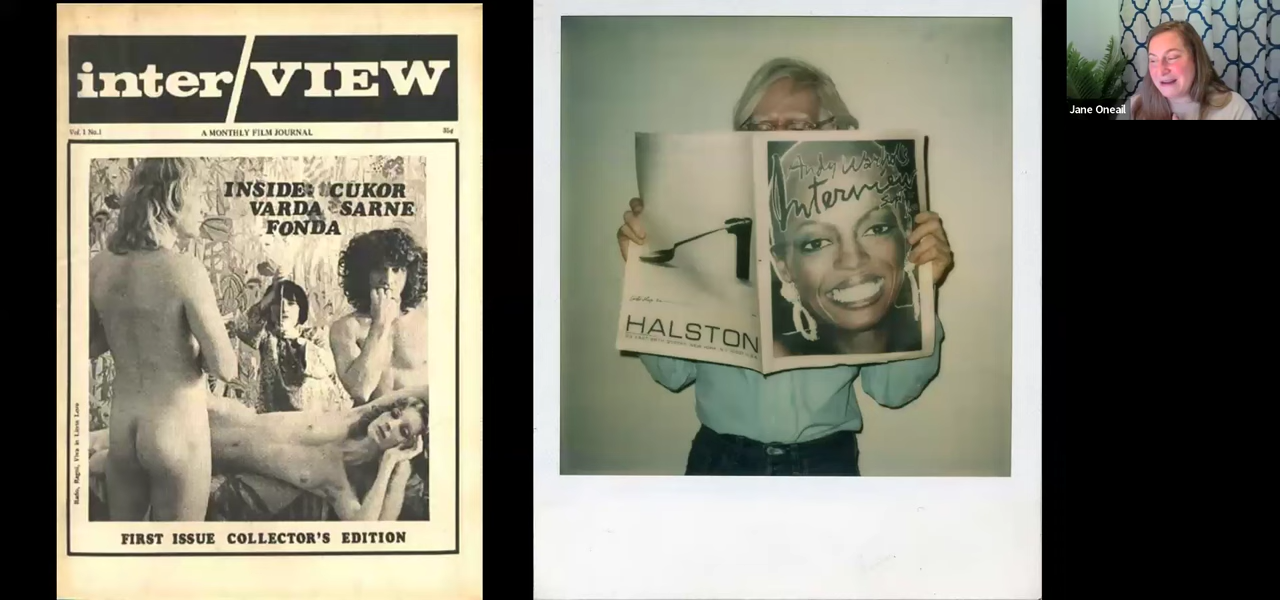 inter/VIEW
Vol. 1 No.1
A MONTHLY FILM JOURNAL
35¢
INSIDE: CUKOR
VARDA SARNE
FONDA
FIRST ISSUE COLLECTOR'S EDITION
Andy Warhol's
Interview
HALSTON
Jane Oneail